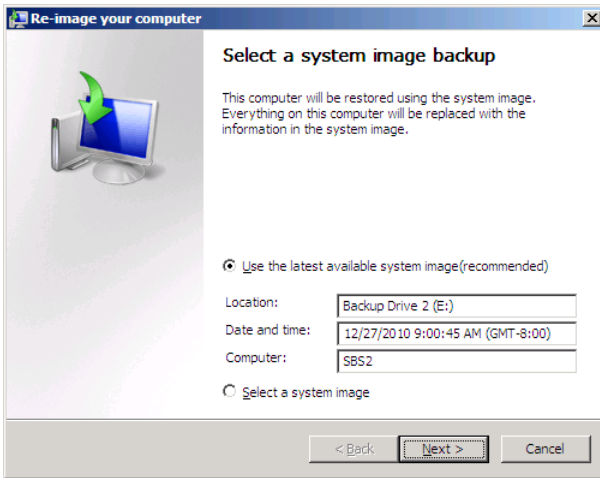 Re-image your computer
Select a system image backup
This computer will be restored using the system image.
Everything on this computer will be replaced with the
information in the system image.
Use the latest available system image(recommended)
Location: Backup Drive 2 (E:)
Date and time: 12/27/2010 9:00:45 AM (GMT-8:00)
Computer: SBS2
Select a system image
< Back Next > Cancel